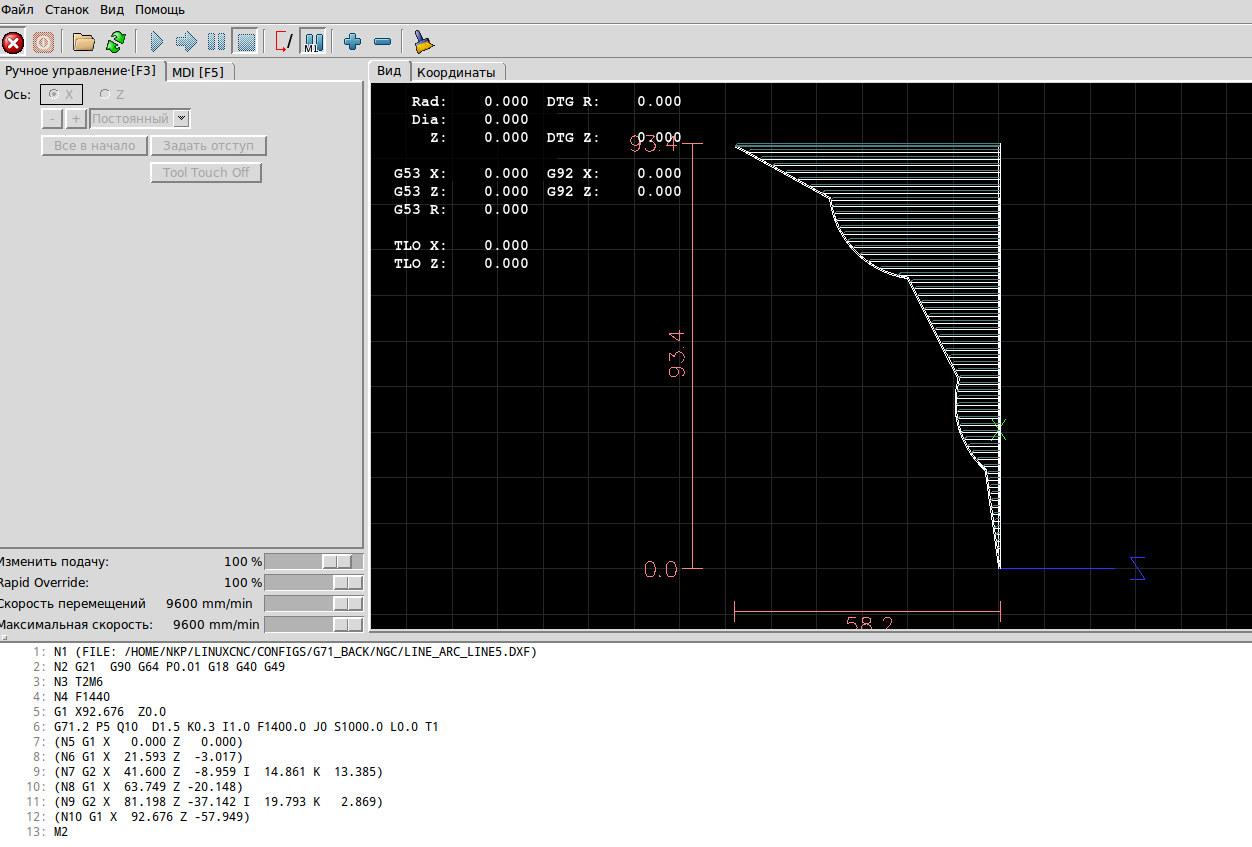 Файл Станок Вид Помощь
M1
Ручное управление·[F3] MDI [F5]
Вид Координаты
Ось: X Z
- + Постоянный
Все в начало Задать отступ
Tool Touch Off
Rad: 0.000 DTG R: 0.000
Dia: 0.000
Z: 0.000 DTG Z: 0.000
93.4
G53 X: 0.000 G92 X: 0.000
G53 Z: 0.000 G92 Z: 0.000
G53 R: 0.000
TLO X: 0.000
TLO Z: 0.000
93.4
X
0.0
Z
58.2
Изменить подачу: 100 %
Rapid Override: 100 %
Скорость перемещений 9600 mm/min
Максимальная скорость: 9600 mm/min
1: N1 (FILE: /HOME/NKP/LINUXCNC/CONFIGS/G71_BACK/NGC/LINE_ARC_LINE5.DXF)
2: N2 G21  G90 G64 P0.01 G18 G40 G49
3: N3 T2M6
4: N4 F1440
5: G1 X92.676  Z0.0
6: G71.2 P5 Q10  D1.5 K0.3 I1.0 F1400.0 J0 S1000.0 L0.0 T1
7: (N5 G1 X   0.000 Z   0.000)
8: (N6 G1 X  21.593 Z  -3.017)
9: (N7 G2 X  41.600 Z  -8.959 I  14.861 K  13.385)
10: (N8 G1 X  63.749 Z -20.148)
11: (N9 G2 X  81.198 Z -37.142 I  19.793 K   2.869)
12: (N10 G1 X  92.676 Z -57.949)
13: M2